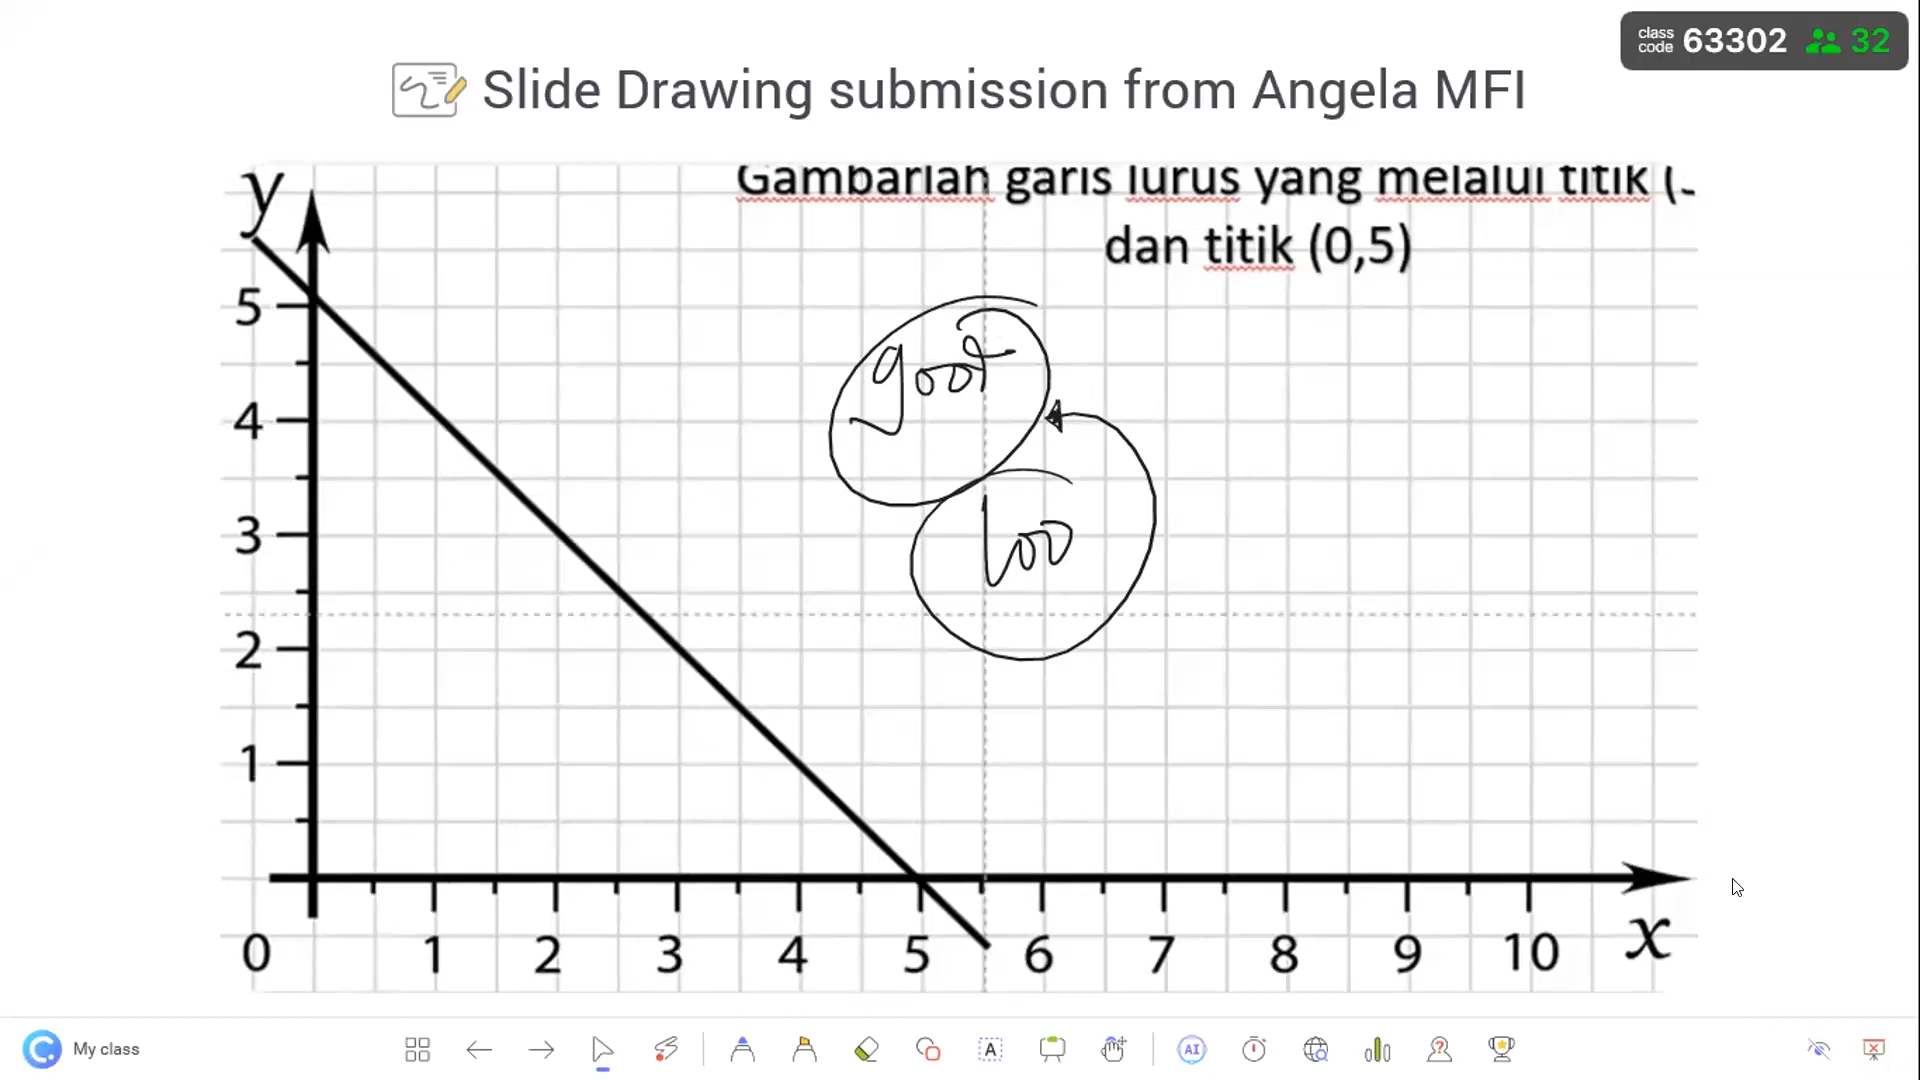 class code 63302 32
Slide Drawing submission from Angela MFI
Gambarlah garis lurus yang melalui titik (
dan titik (0,5)
y
5
4
3
2
1
good
100
0 1 2 3 4 5 6 7 8 9 10 x
My class
A
AI